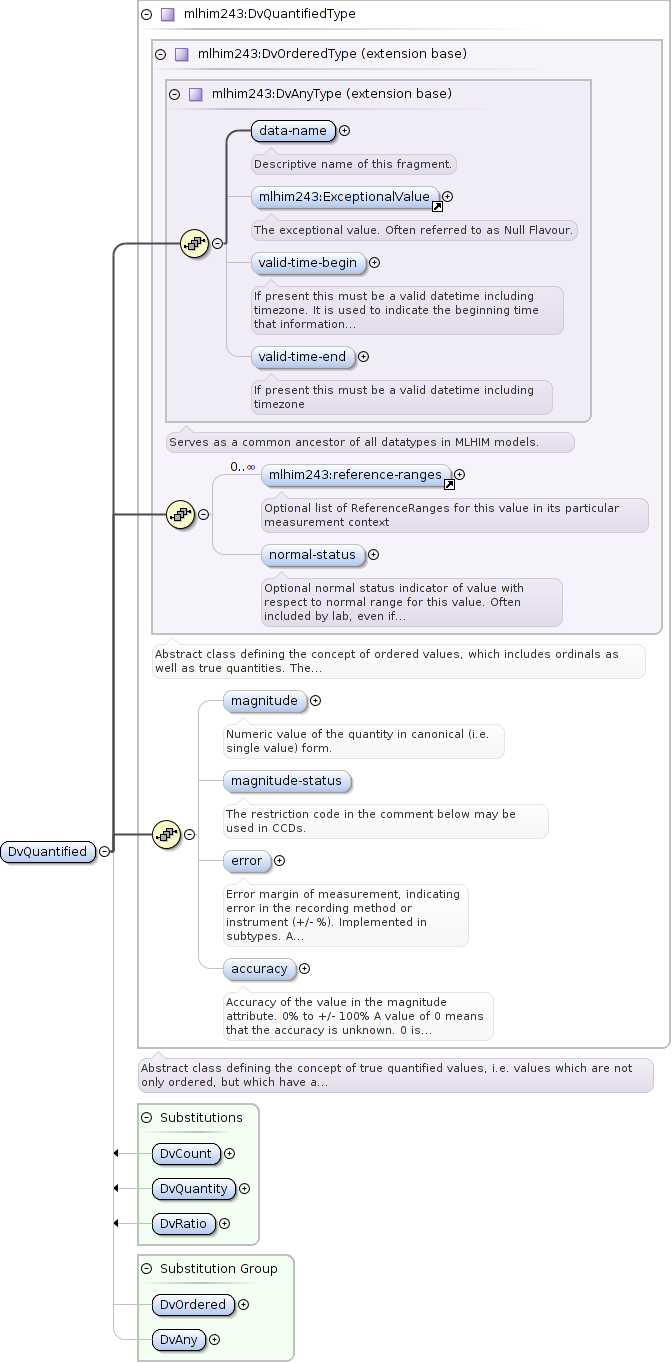 mlhim243:DvQuantifiedType
mlhim243:DvOrderedType (extension base)
mlhim243:DvAnyType (extension base)
data-name
Descriptive name of this fragment.
mlhim243:ExceptionalValue
The exceptional value. Often referred to as Null Flavour.
valid-time-begin
If present this must be a valid datetime including
timezone. It is used to indicate the beginning time
that information...
valid-time-end
If present this must be a valid datetime including
timezone
Serves as a common ancestor of all datatypes in MLHIM models.
0..∞
mlhim243:reference-ranges
Optional list of ReferenceRanges for this value in its particular
measurement context
normal-status
Optional normal status indicator of value with
respect to normal range for this value. Often
included by lab, even if...
Abstract class defining the concept of ordered values, which includes ordinals as
well as true quantities. The...
magnitude
Numeric value of the quantity in canonical (i.e.
single value) form.
magnitude-status
The restriction code in the comment below may be
used in CCDs.
DvQuantified
error
Error margin of measurement, indicating
error in the recording method or
instrument (+/- %). Implemented in
subtypes. A...
accuracy
Accuracy of the value in the magnitude
attribute. 0% to +/- 100% A value of 0 means
that the accuracy is unknown. 0 is...
Abstract class defining the concept of true quantified values, i.e. values which are not
only ordered, but which have a...
Substitutions
DvCount
DvQuantity
DvRatio
Substitution Group
DvOrdered
DvAny